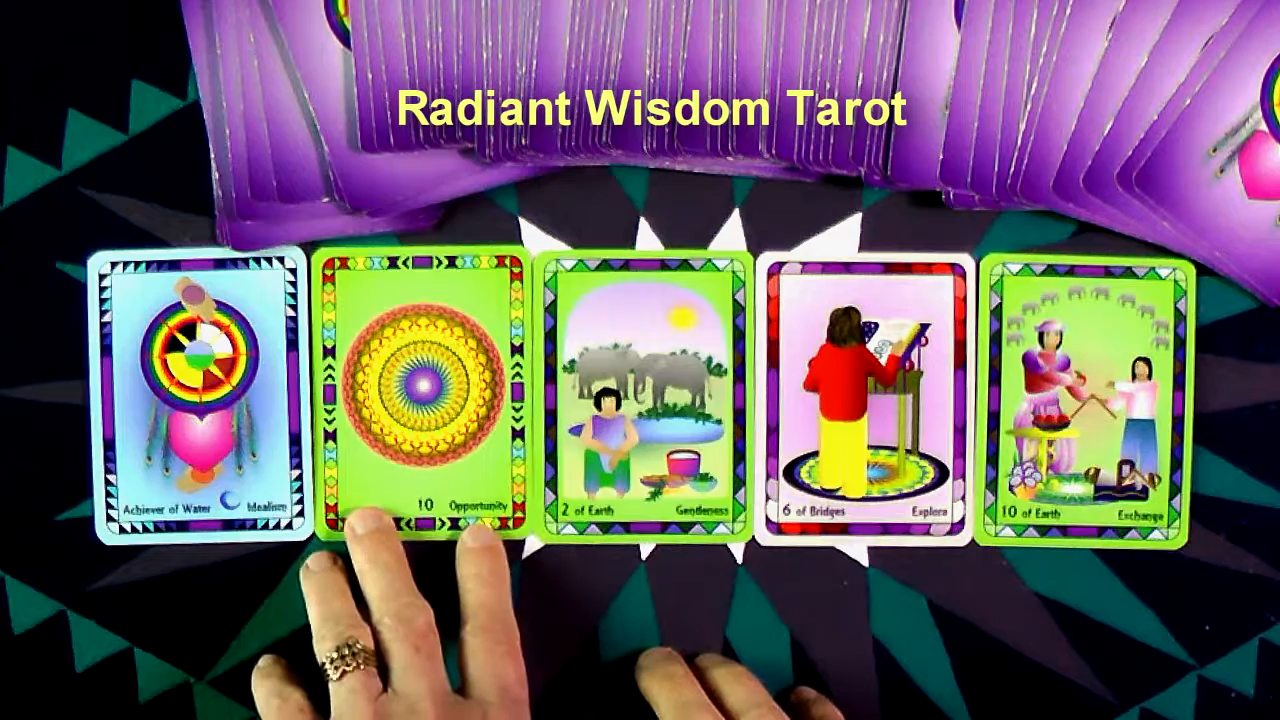 Radiant Wisdom Tarot
Achiever of Water Idealism
10 Opportunity
2 of Earth Gentleness
6 of Bridges Explore
10 of Earth Exchange